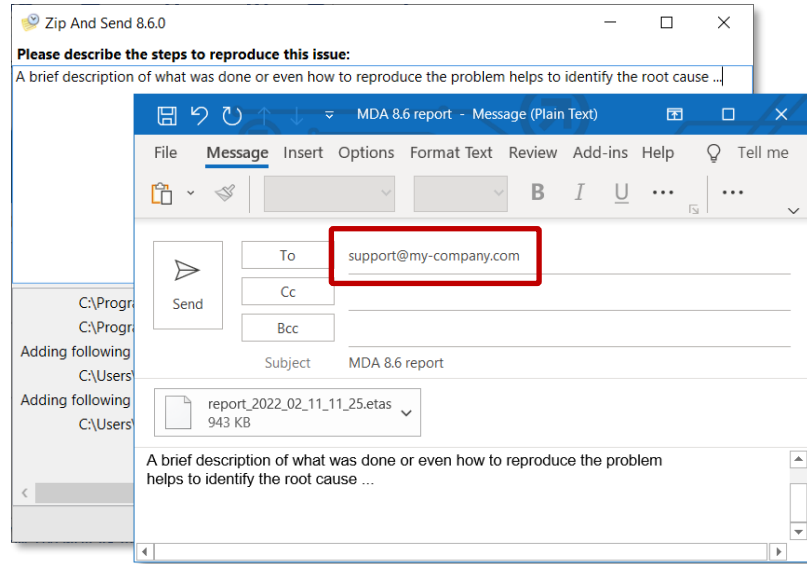 Zip And Send 8.6.0
Please describe the steps to reproduce this issue:
A brief description of what was done or even how to reproduce the problem helps to identify the root cause ...
MDA 8.6 report - Message (Plain Text)
File Message Insert Options Format Text Review Add-ins Help Tell me
B I U
To support@my-company.com
Send
Cc
Bcc
Subject MDA 8.6 report
C:\Progr
C:\Progr
Adding following
C:\Users\
Adding following
C:\Users\
report_2022_02_11_11_25.etas
943 KB
A brief description of what was done or even how to reproduce the problem
helps to identify the root cause ...